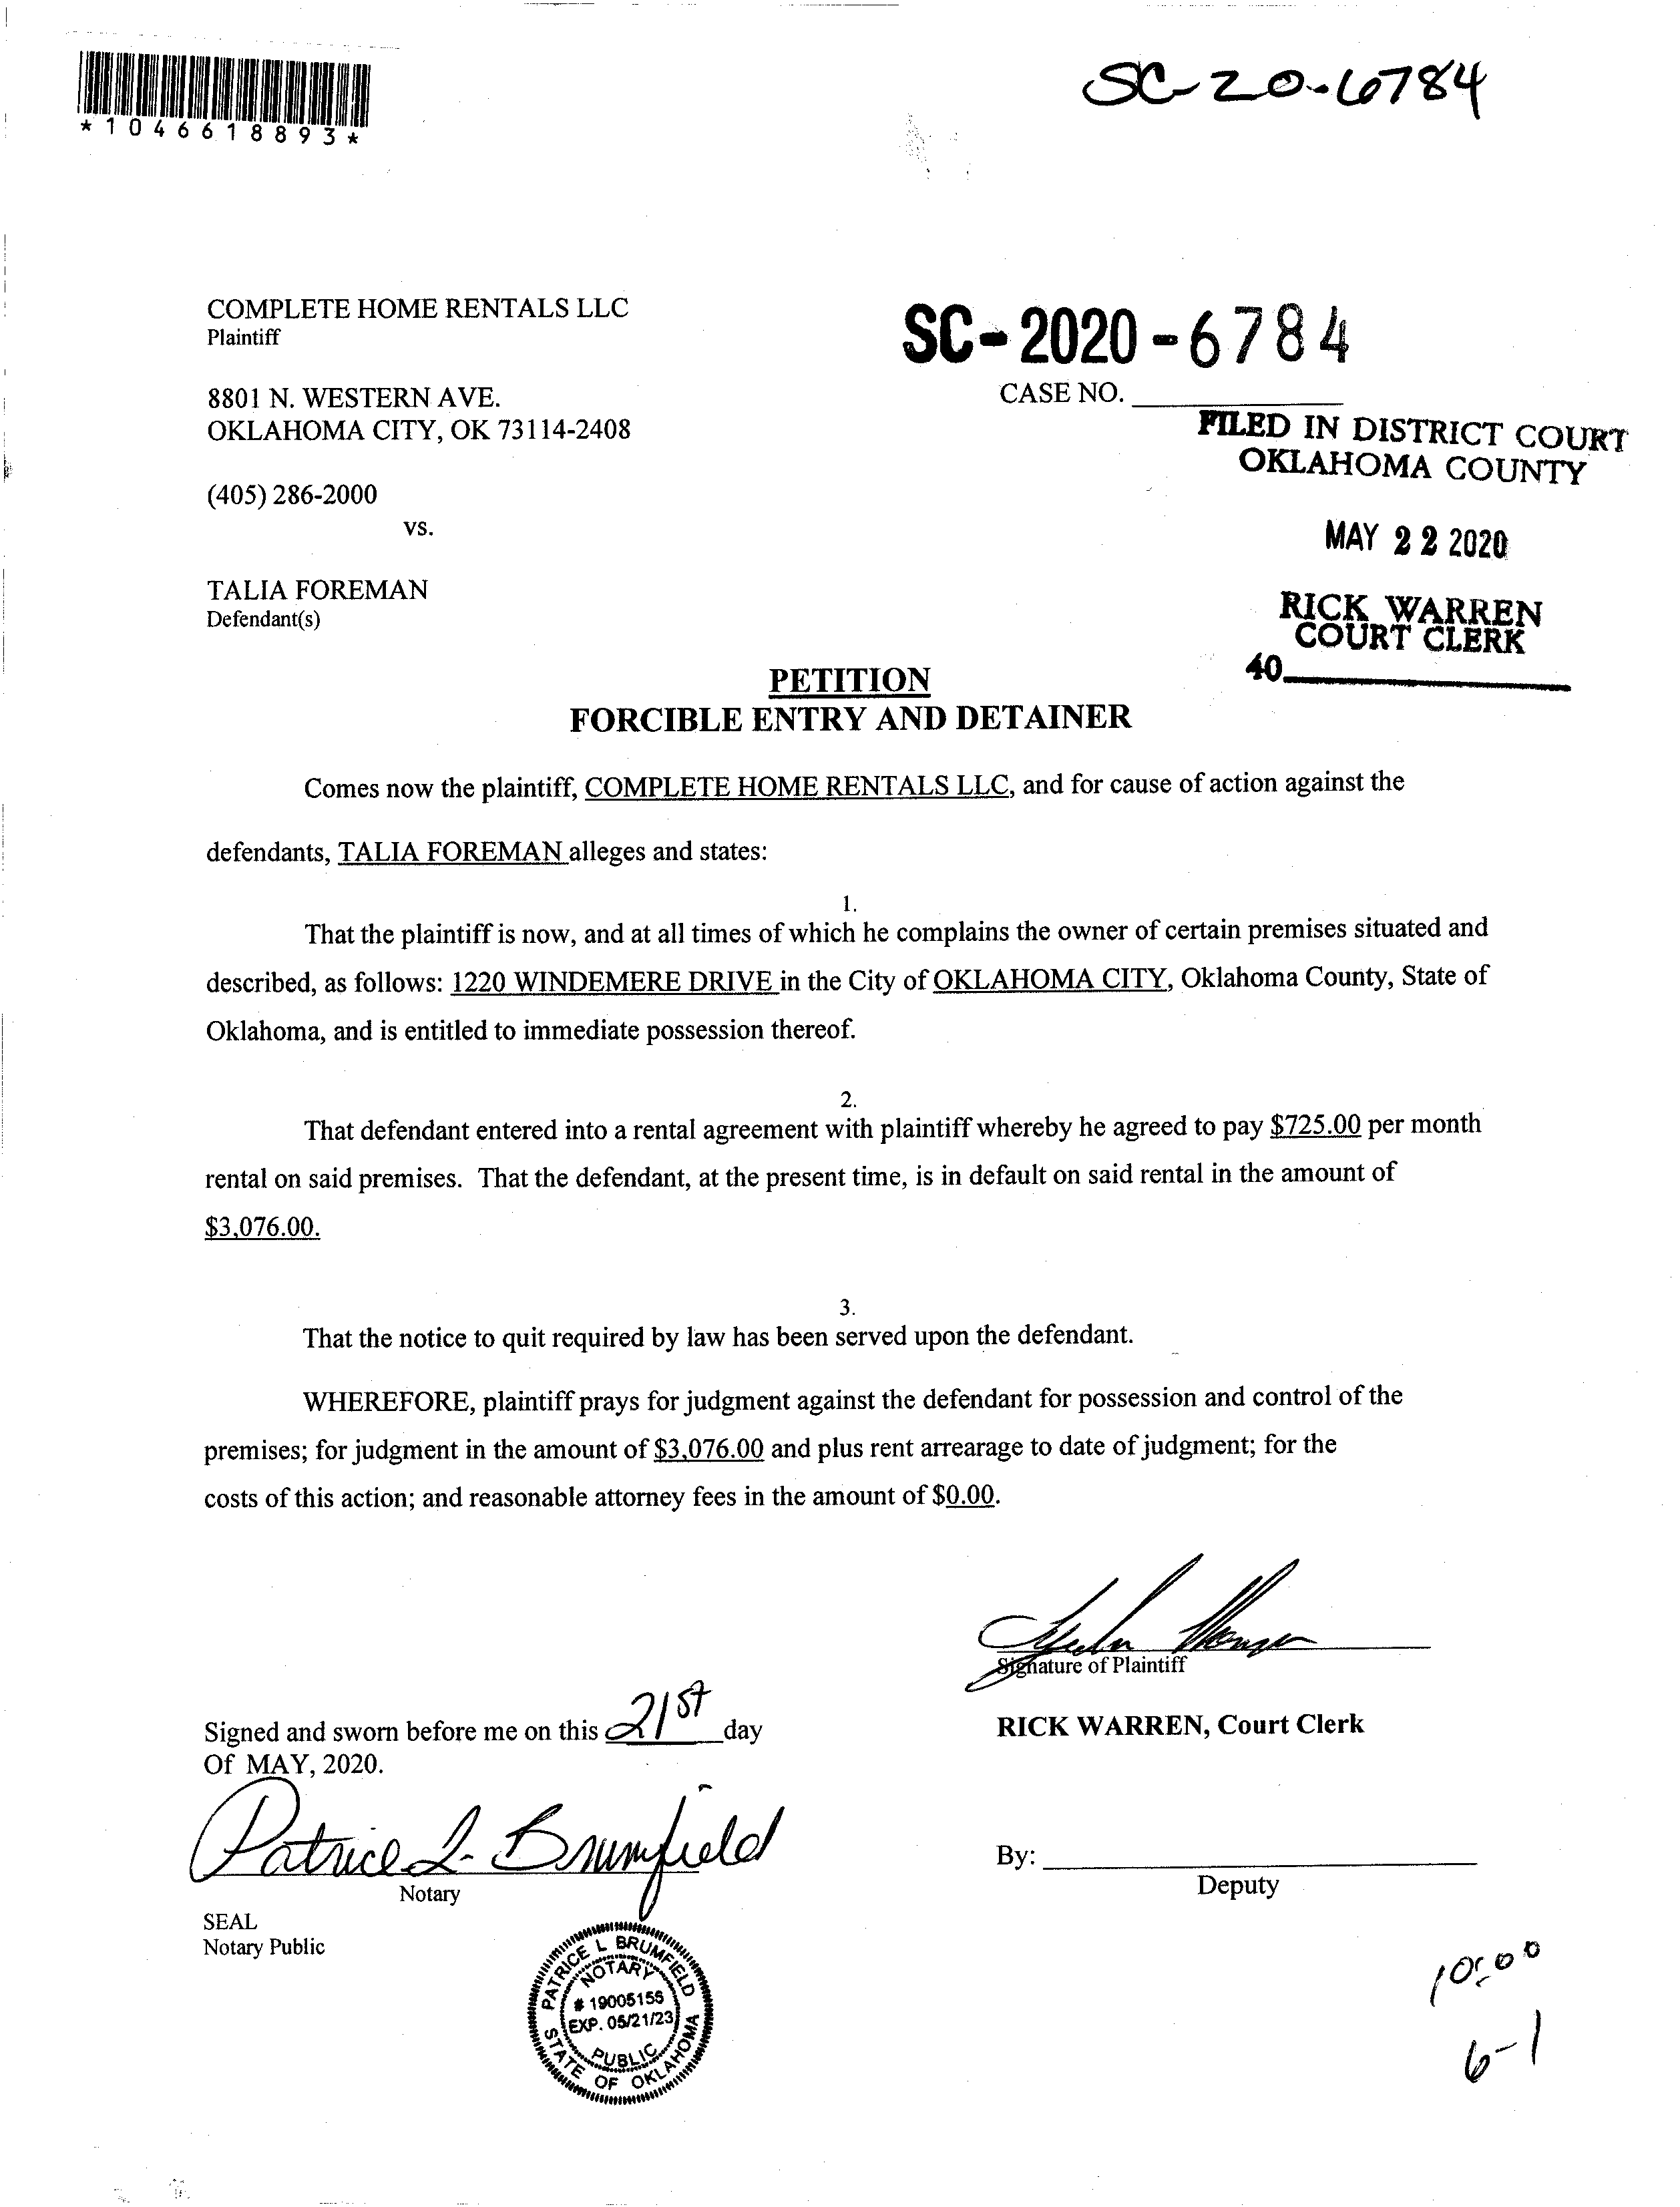 SC-20-6784
*1046618893*
COMPLETE HOME RENTALS LLC
Plaintiff
SC-2020-6784
CASE NO.
8801 N. WESTERN AVE.
OKLAHOMA CITY, OK 73114-2408
FILED IN DISTRICT COURT
OKLAHOMA COUNTY
(405) 286-2000
vs.
MAY 22 2020
TALIA FOREMAN
Defendant(s)
RICK WARREN
COURT CLERK
40
PETITION
FORCIBLE ENTRY AND DETAINER
Comes now the plaintiff, COMPLETE HOME RENTALS LLC, and for cause of action against the
defendants, TALIA FOREMAN alleges and states:
1.
That the plaintiff is now, and at all times of which he complains the owner of certain premises situated and
described, as follows: 1220 WINDEMERE DRIVE in the City of OKLAHOMA CITY, Oklahoma County, State of
Oklahoma, and is entitled to immediate possession thereof.
2.
That defendant entered into a rental agreement with plaintiff whereby he agreed to pay $725.00 per month
rental on said premises. That the defendant, at the present time, is in default on said rental in the amount of
$3,076.00.
3.
That the notice to quit required by law has been served upon the defendant.
WHEREFORE, plaintiff prays for judgment against the defendant for possession and control of the
premises; for judgment in the amount of $3,076.00 and plus rent arrearage to date of judgment; for the
costs of this action; and reasonable attorney fees in the amount of $0.00.
Signature of Plaintiff
Signed and sworn before me on this 21st day
Of MAY, 2020.
RICK WARREN, Court Clerk
Patrice L. Brumfield
Notary
By:
Deputy
SEAL
Notary Public
PATRICE L BRUMFIELD
NOTARY
# 19005155
EXP. 05/21/23
PUBLIC
STATE OF OKLAHOMA
10:00
6-1